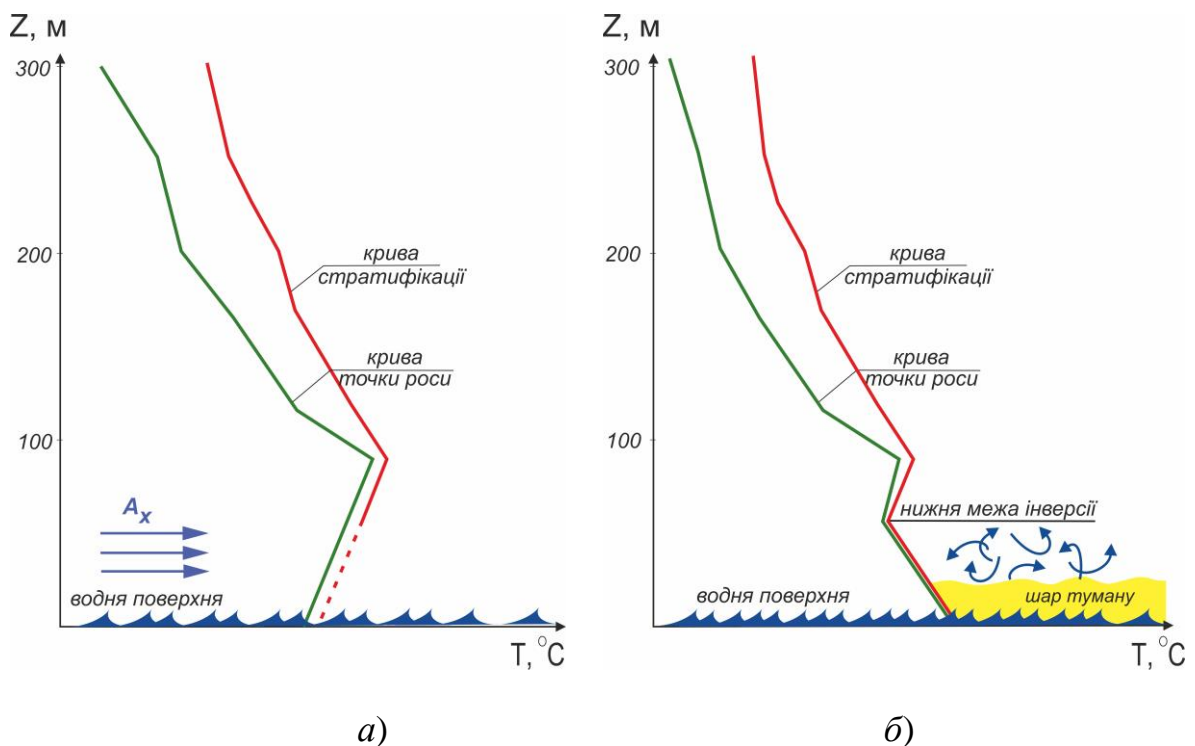 Z, м
300
200
100
крива
стратифікації
крива
точки роси
Aₓ
водня поверхня
T, °C
а)
Z, м
300
200
100
крива
стратифікації
крива
точки роси
нижня межа інверсії
водня поверхня
шар туману
T, °C
б)